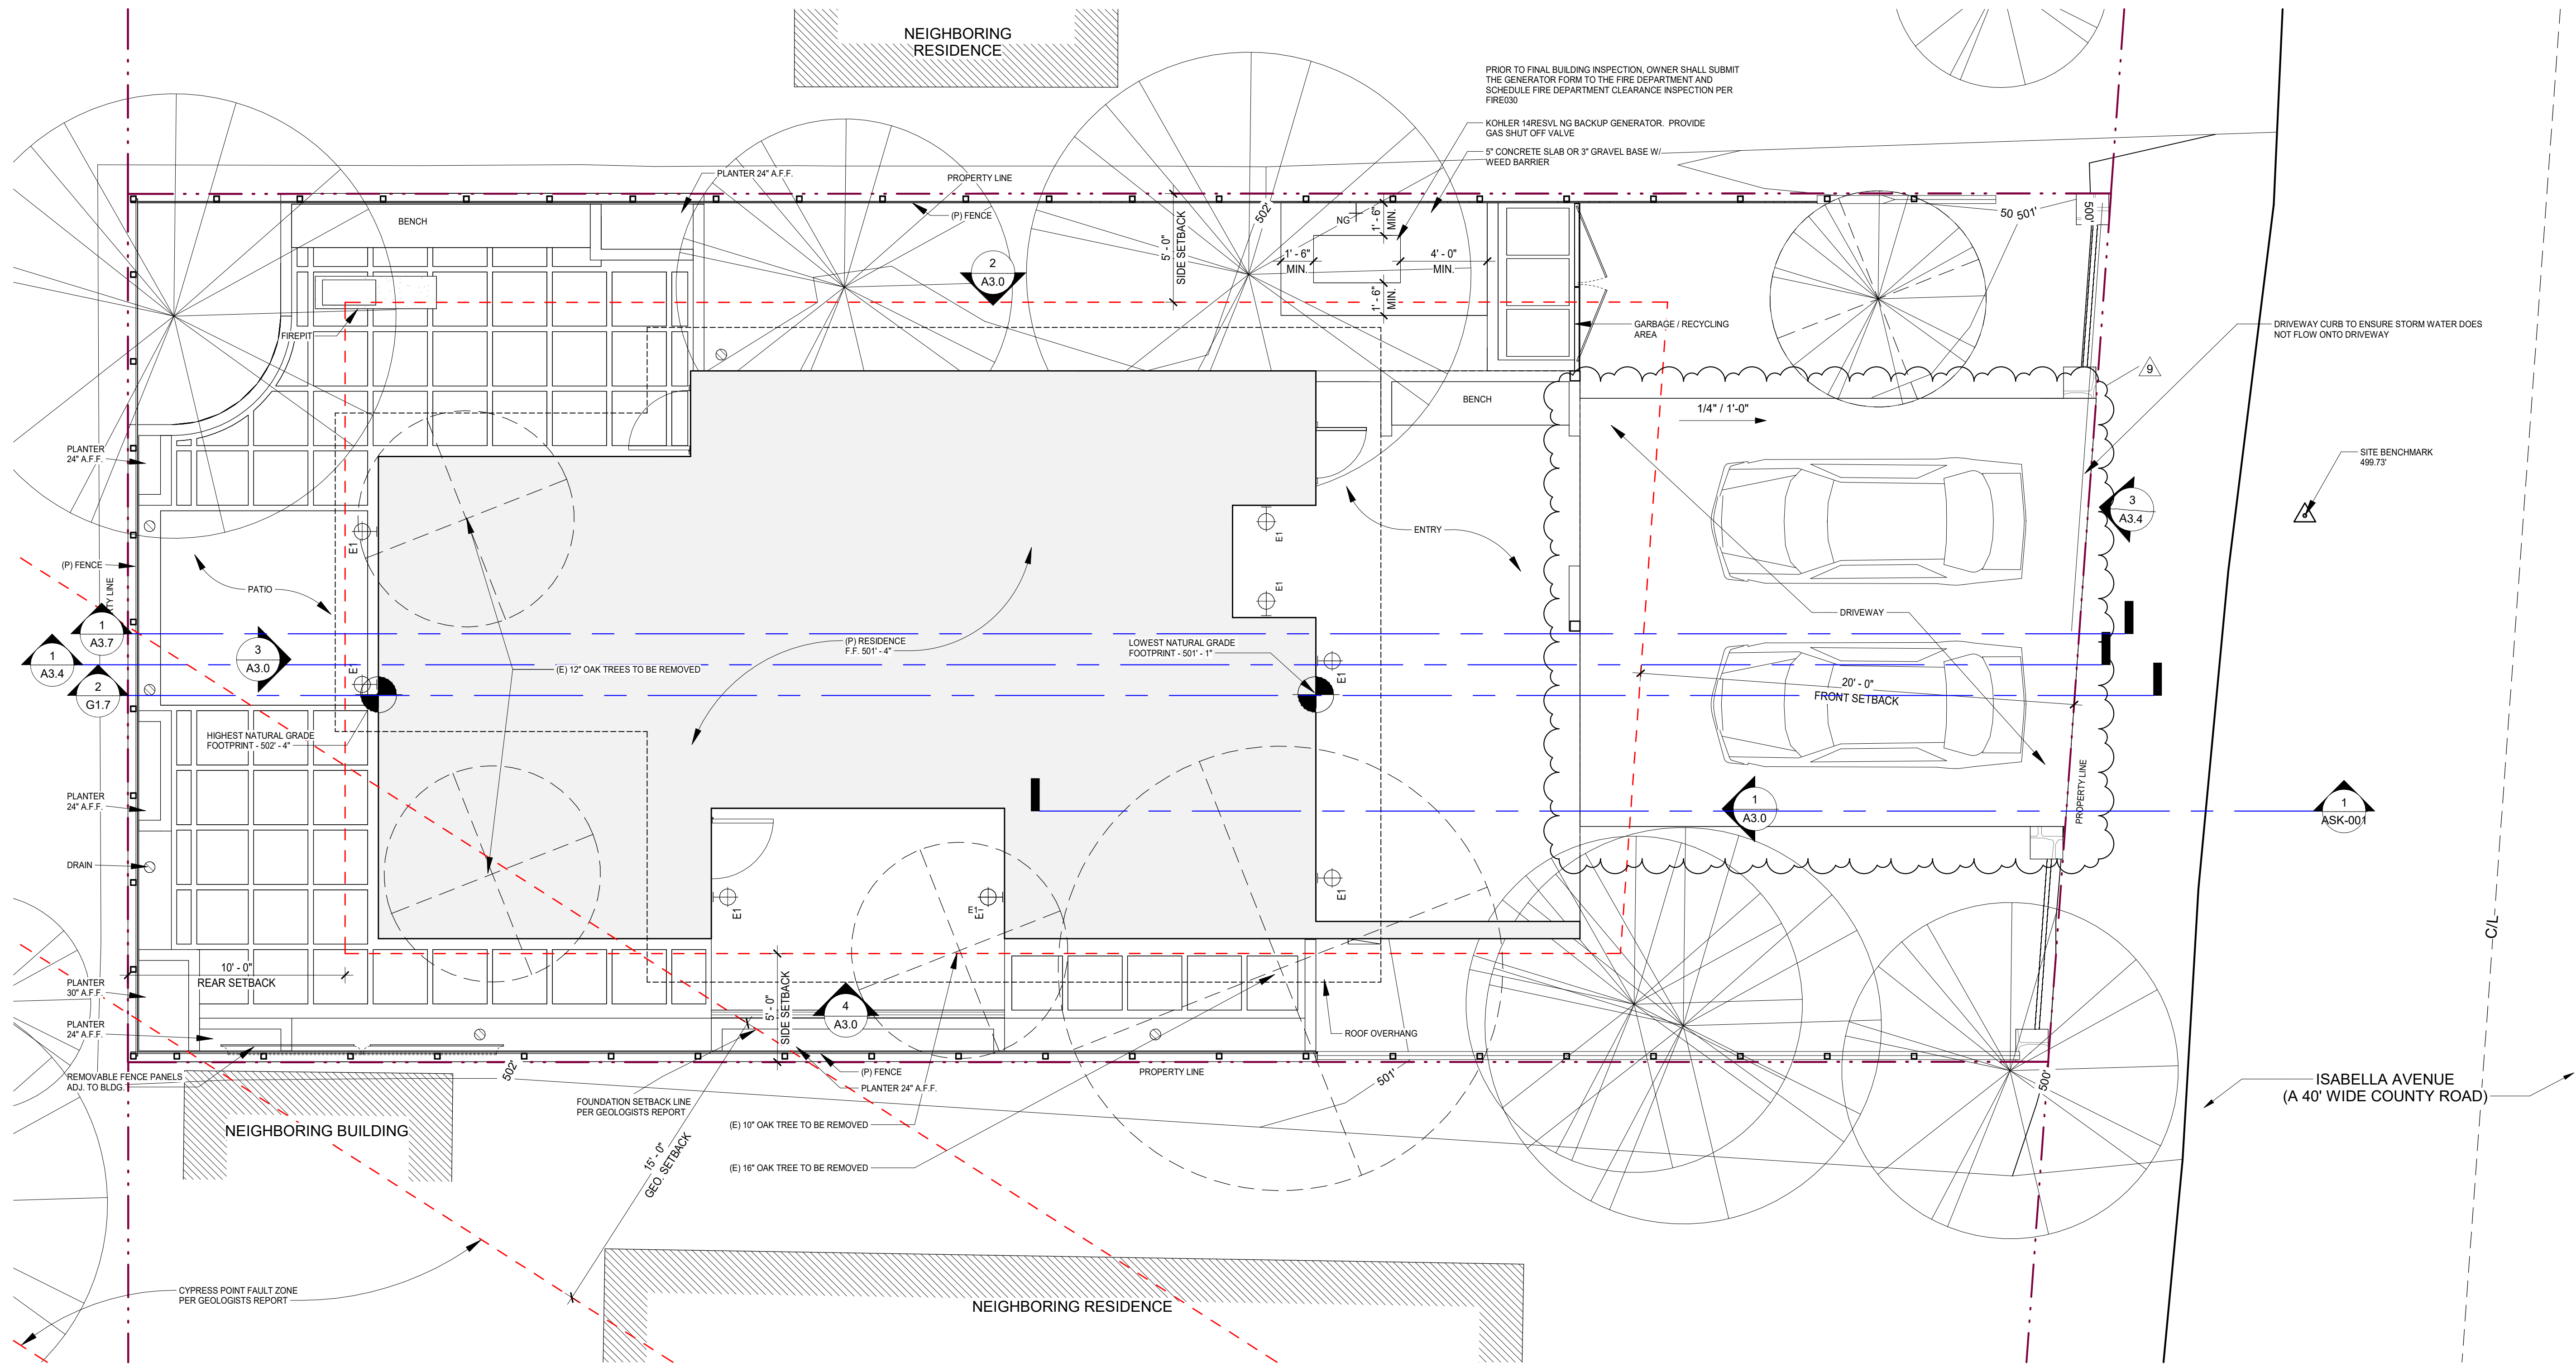 NEIGHBORING
RESIDENCE
PRIOR TO FINAL BUILDING INSPECTION, OWNER SHALL SUBMIT
THE GENERATOR FORM TO THE FIRE DEPARTMENT AND
SCHEDULE FIRE DEPARTMENT CLEARANCE INSPECTION PER
FIRE030
KOHLER 14RESVL NG BACKUP GENERATOR.  PROVIDE
GAS SHUT OFF VALVE
5" CONCRETE SLAB OR 3" GRAVEL BASE W/
WEED BARRIER
PLANTER 24" A.F.F.
PROPERTY LINE
(P) FENCE
BENCH
5' - 0"
SIDE SETBACK
502'
NG
1' - 6"
MIN.
1' - 6"
MIN.
4' - 0"
MIN.
1' - 6"
MIN.
50
501'
500'
2
A3.0
FIREPIT
GARBAGE / RECYCLING
AREA
DRIVEWAY CURB TO ENSURE STORM WATER DOES
NOT FLOW ONTO DRIVEWAY
9
BENCH
1/4" / 1'-0"
PLANTER
24" A.F.F.
SITE BENCHMARK
499.73'
3
A3.4
E1
E1
ENTRY
(P) FENCE
PATIO
E1
DRIVEWAY
1
A3.7
1
A3.4
2
G1.7
3
A3.0
(E) 12" OAK TREES TO BE REMOVED
(P) RESIDENCE
F.F. 501' - 4"
LOWEST NATURAL GRADE
FOOTPRINT - 501' - 1"
E1
20' - 0"
FRONT SETBACK
HIGHEST NATURAL GRADE
FOOTPRINT - 502' - 4"
PROPERTY LINE
PLANTER
24" A.F.F.
1
A3.0
1
ASK-001
DRAIN
E1
E1
E1
E1
C/L
10' - 0"
REAR SETBACK
PLANTER
30" A.F.F.
PLANTER
24" A.F.F.
5' - 0"
SIDE SETBACK
4
A3.0
ROOF OVERHANG
REMOVABLE FENCE PANELS
ADJ. TO BLDG.
502'
(P) FENCE
PROPERTY LINE
501'
500'
PLANTER 24" A.F.F.
ISABELLA AVENUE
(A 40' WIDE COUNTY ROAD)
FOUNDATION SETBACK LINE
PER GEOLOGISTS REPORT
(E) 10" OAK TREE TO BE REMOVED
NEIGHBORING BUILDING
15' - 0"
GEO. SETBACK
(E) 16" OAK TREE TO BE REMOVED
CYPRESS POINT FAULT ZONE
PER GEOLOGISTS REPORT
NEIGHBORING RESIDENCE